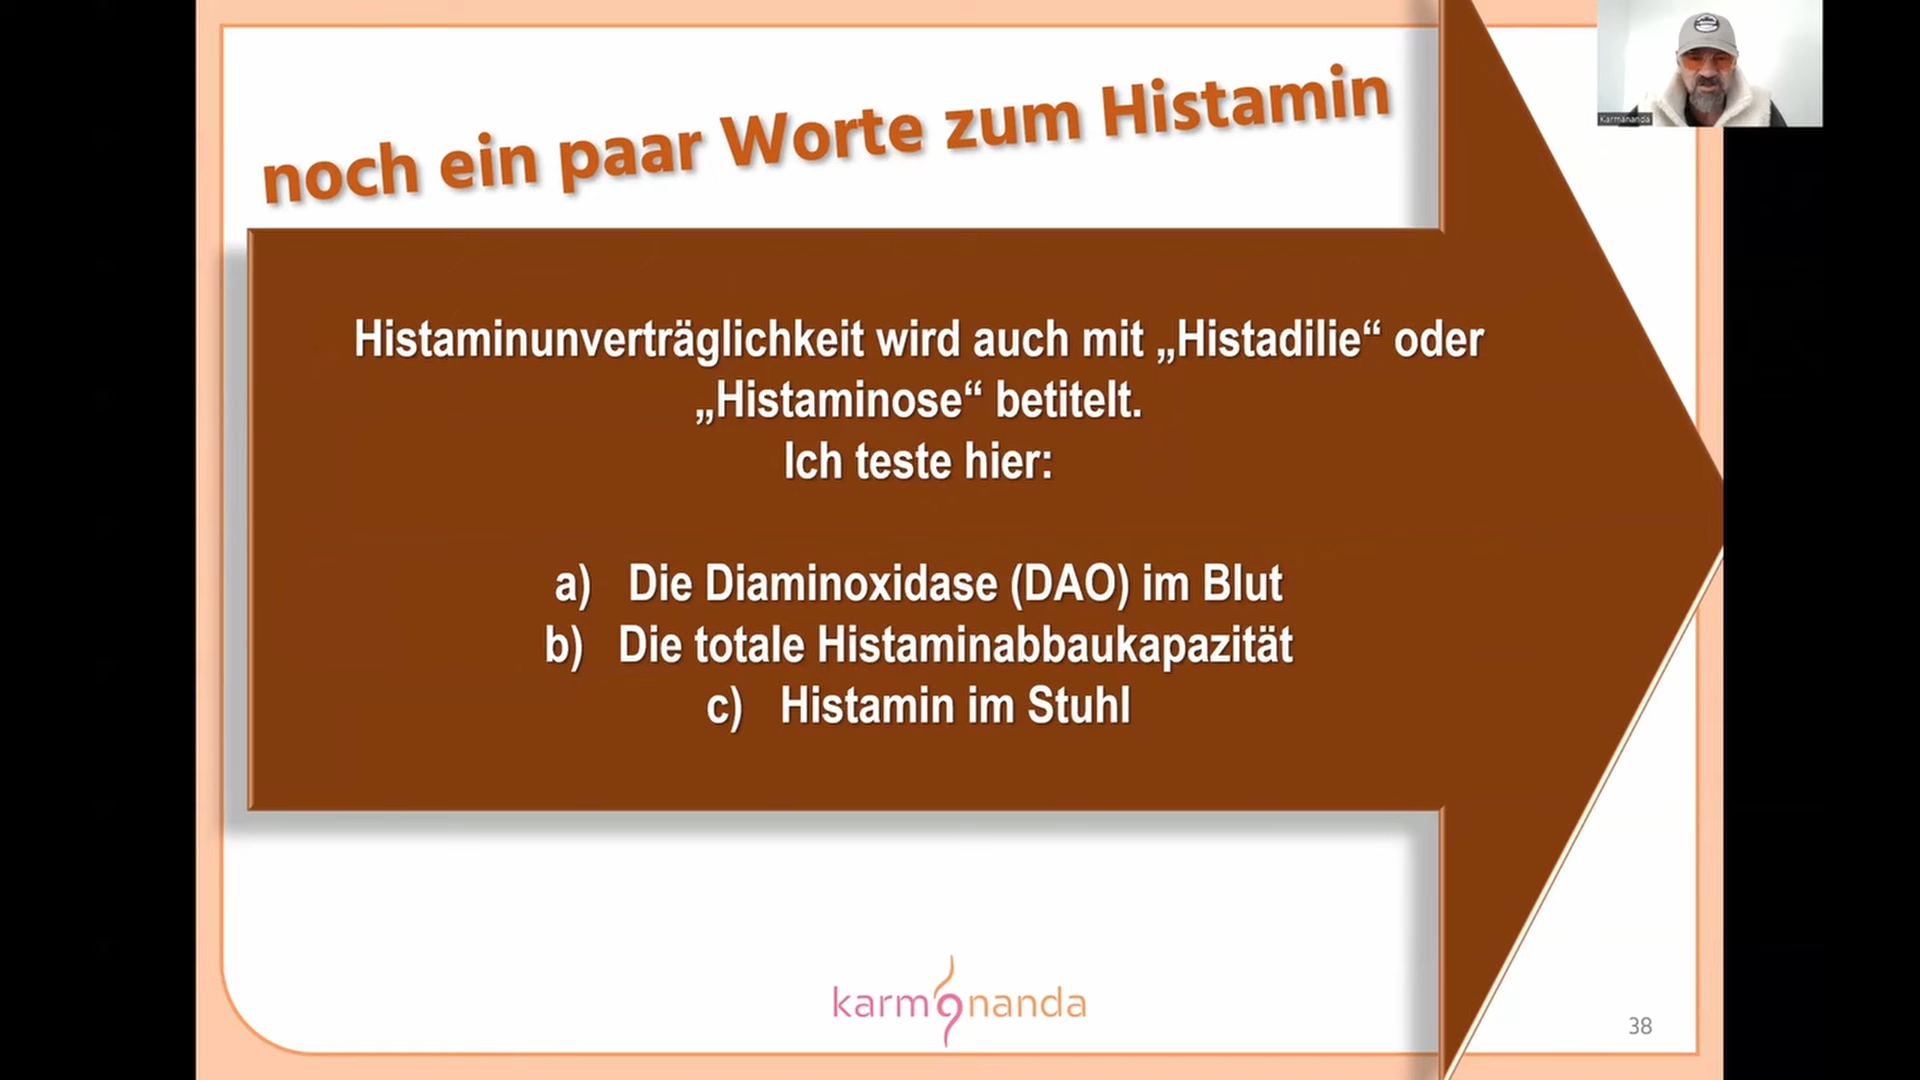 noch ein paar Worte zum Histamin
Karmananda
Histaminunverträglichkeit wird auch mit „Histadilie“ oder
„Histaminose“ betitelt.
Ich teste hier:
a) Die Diaminoxidase (DAO) im Blut
b) Die totale Histaminabbaukapazität
c) Histamin im Stuhl
karmananda
38